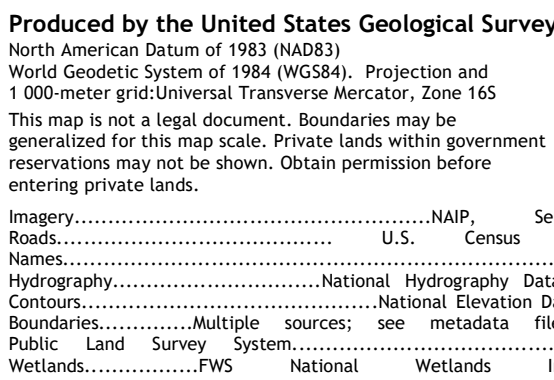 Produced by the United States Geological Survey
North American Datum of 1983 (NAD83)
World Geodetic System of 1984 (WGS84). Projection and
1 000-meter grid:Universal Transverse Mercator, Zone 16S
This map is not a legal document. Boundaries may be
generalized for this map scale. Private lands within government
reservations may not be shown. Obtain permission before
entering private lands.
Imagery.................................................NAIP, Se
Roads...................................... U.S. Census
Names................................................................
Hydrography.............................National Hydrography Data
Contours.........................................National Elevation Da
Boundaries.............Multiple sources; see metadata file
Public Land Survey System....................................
Wetlands................FWS National Wetlands I